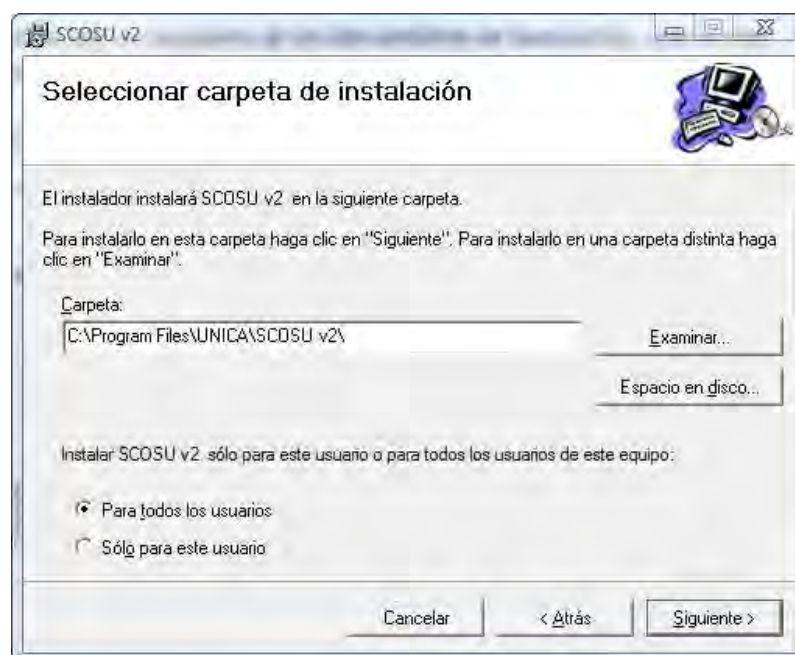 SCOSU v2
Seleccionar carpeta de instalación
El instalador instalará SCOSU v2 en la siguiente carpeta.
Para instalarlo en esta carpeta haga clic en "Siguiente". Para instalarlo en una carpeta distinta haga
clic en "Examinar".
Carpeta:
C:\Program Files\UNICA\SCOSU v2\
Examinar...
Espacio en disco...
Instalar SCOSU v2 sólo para este usuario o para todos los usuarios de este equipo:
Para todos los usuarios
Sólo para este usuario
Cancelar
< Atrás
Siguiente >